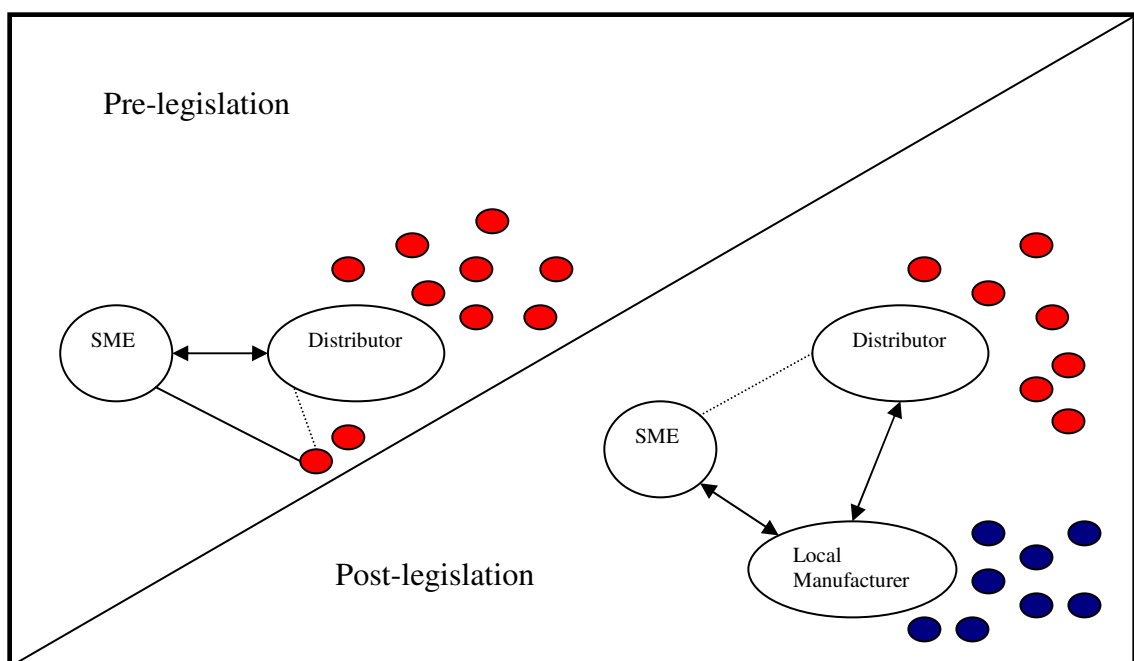 Pre-legislation
SME
Distributor
Distributor
SME
Local
Manufacturer
Post-legislation